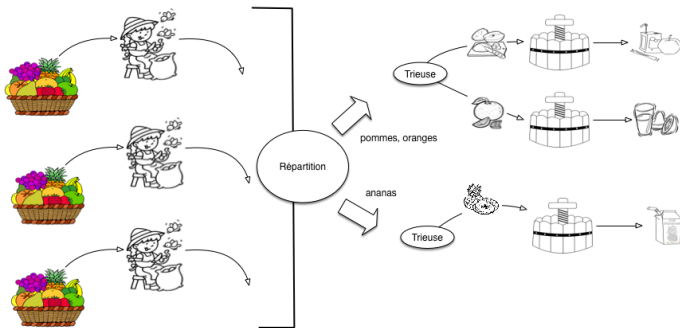 Trieuse
pommes, oranges
Répartition
ananas
Trieuse